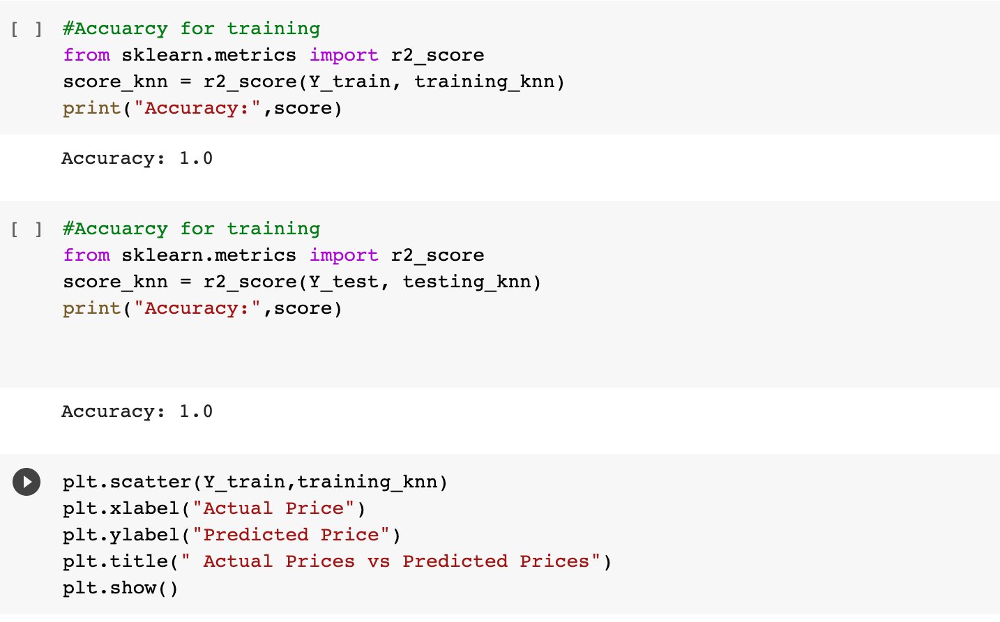 [ ] #Accuarcy for training
from sklearn.metrics import r2_score
score_knn = r2_score(Y_train, training_knn)
print("Accuracy:",score)
Accuracy: 1.0
[ ] #Accuarcy for training
from sklearn.metrics import r2_score
score_knn = r2_score(Y_test, testing_knn)
print("Accuracy:",score)
Accuracy: 1.0
plt.scatter(Y_train,training_knn)
plt.xlabel("Actual Price")
plt.ylabel("Predicted Price")
plt.title(" Actual Prices vs Predicted Prices")
plt.show()